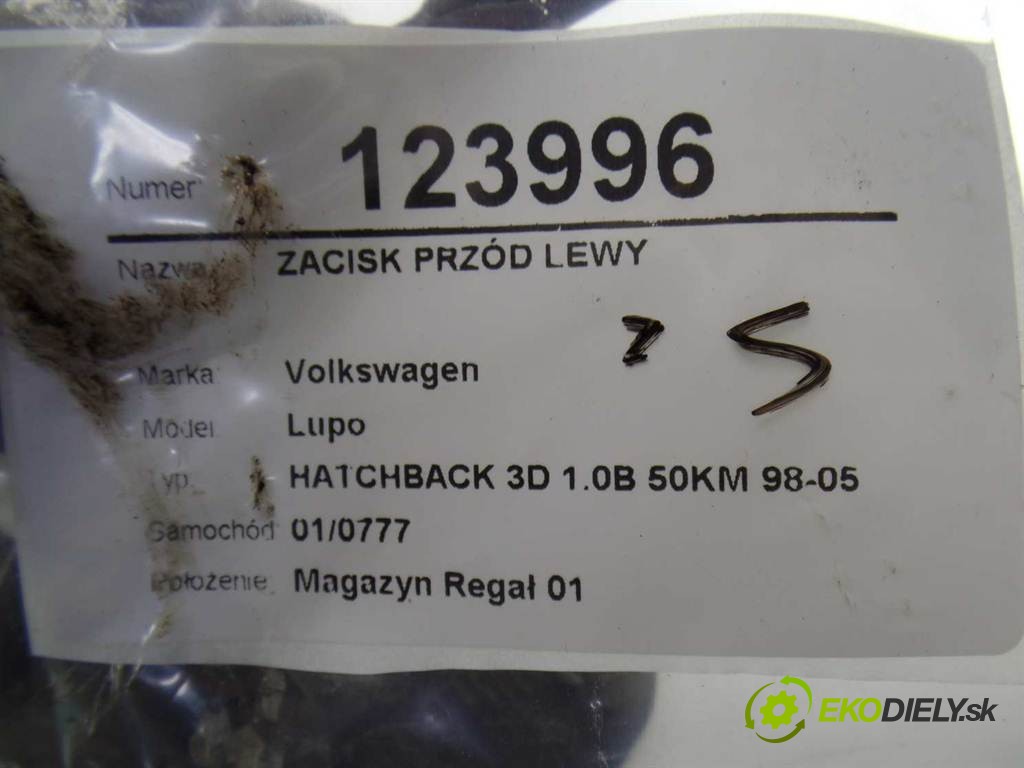 Numer: 123996
Nazwa: ZACISK PRZÓD LEWY
Marka: Volkswagen
Model: Lupo
Typ: HATCHBACK 3D 1.0B 50KM 98-05
Samochód: 01/0777
Położenie: Magazyn Regał 01
EKODIELY.sk